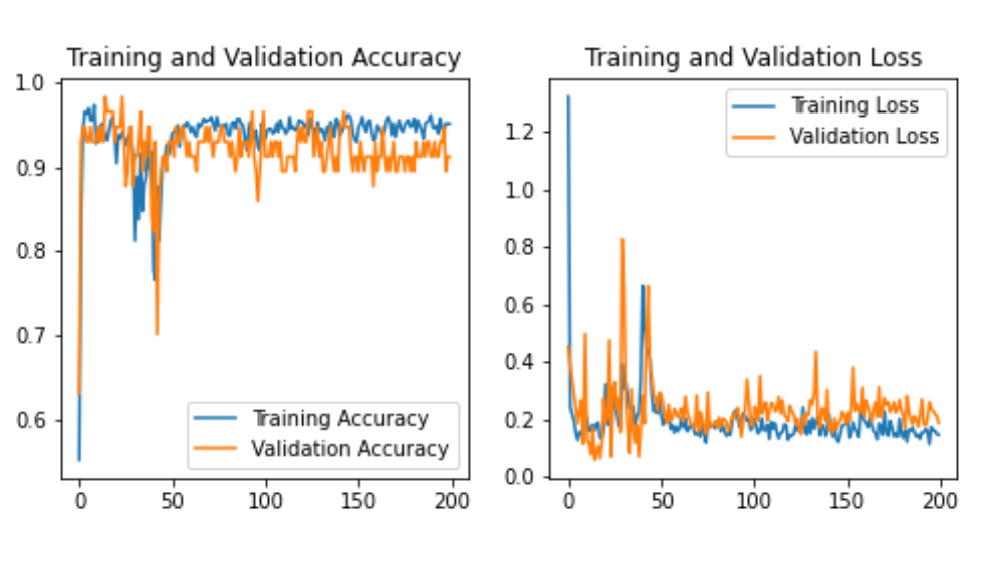 Training and Validation Accuracy
1.0
0.9
0.8
0.7
0.6
Training Accuracy
Validation Accuracy
0 50 100 150 200
Training and Validation Loss
Training Loss
Validation Loss
1.2
1.0
0.8
0.6
0.4
0.2
0.0
0 50 100 150 200